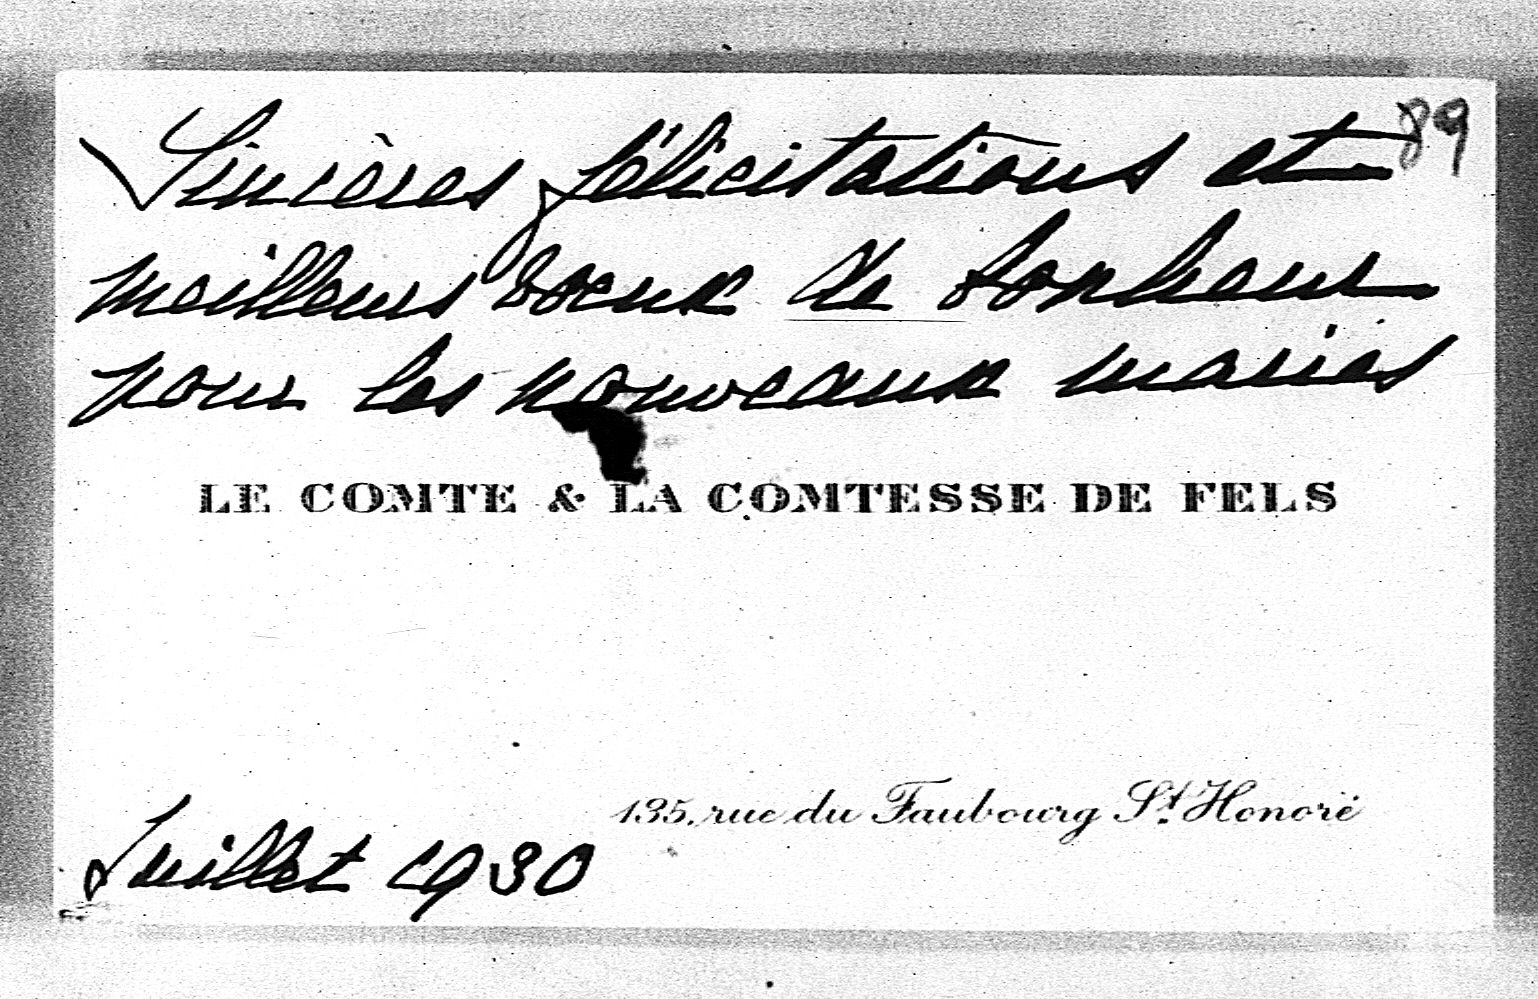 Sincères félicitations et 89
meilleurs voeux de bonheur
pour les nouveaux mariés
LE COMTE & LA COMTESSE DE FELS
135, rue du Faubourg St. Honoré
Juillet 1930